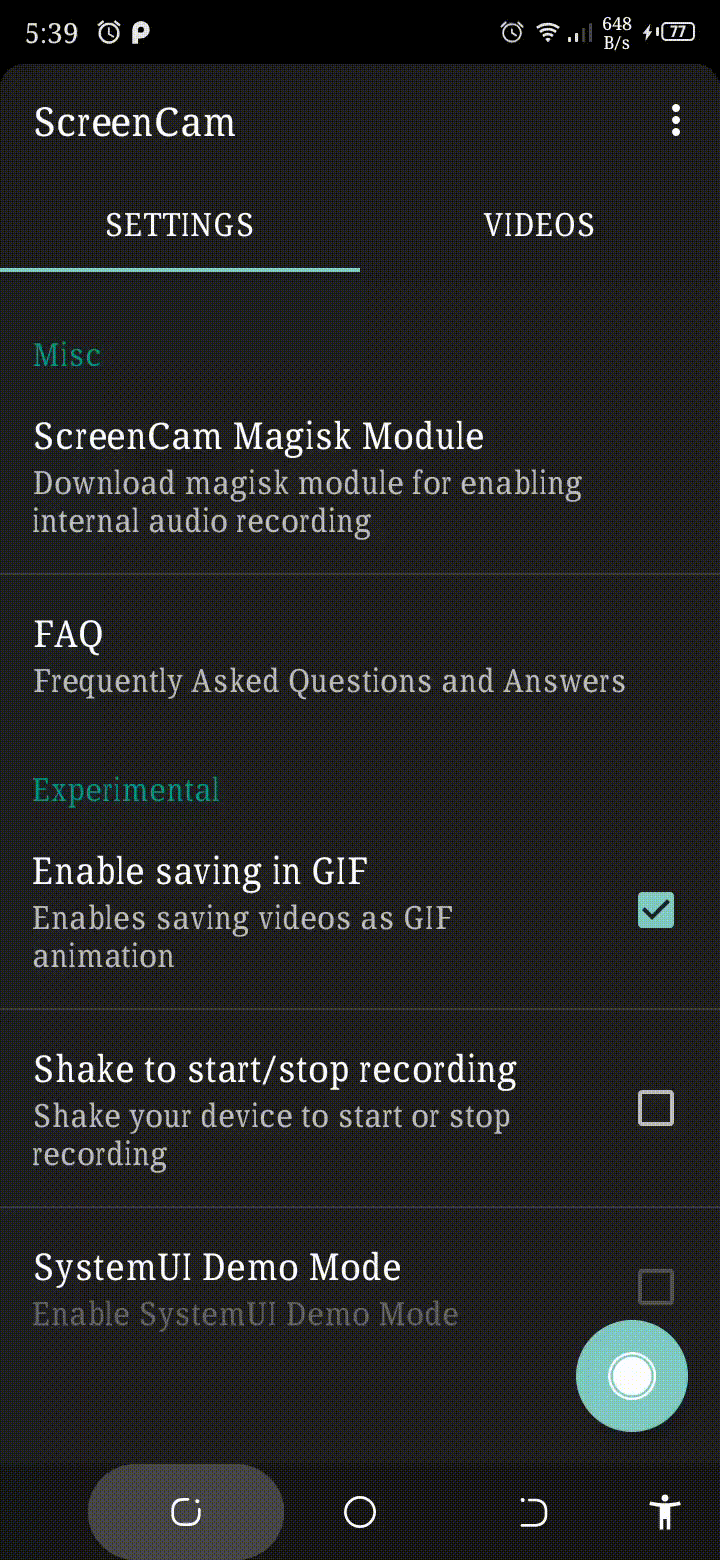 5:39
648
B/s
77
ScreenCam
SETTINGS
VIDEOS
Misc
ScreenCam Magisk Module
Download magisk module for enabling
internal audio recording
FAQ
Frequently Asked Questions and Answers
Experimental
Enable saving in GIF
Enables saving videos as GIF
animation
Shake to start/stop recording
Shake your device to start or stop
recording
SystemUI Demo Mode
Enable SystemUI Demo Mode